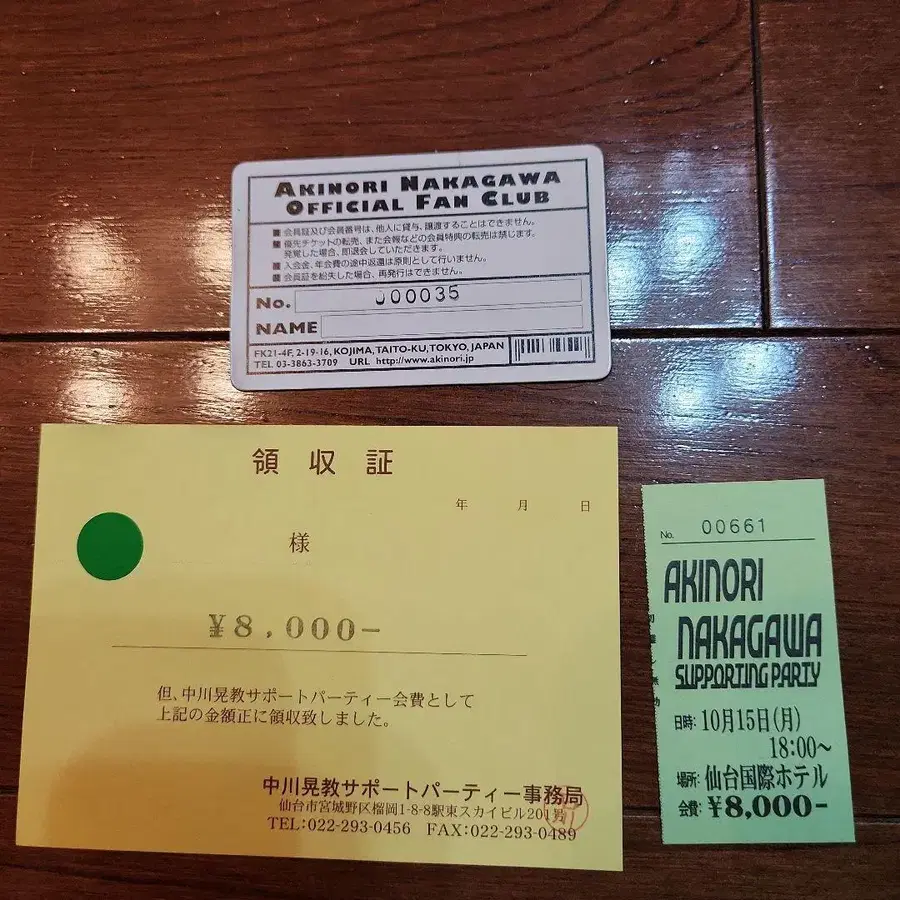 AKINORI NAKAGAWA
OFFICIAL FAN CLUB
■ 会員証及び会員番号は、他人に貸与、譲渡することはできません。
■ 優先チケットの転売、また会報などの会員特典の転売は禁じます。
発覚した場合、即退会していただきます。
■ 入会金、年会費の途中返還は原則として行いません。
■ 会員証を紛失した場合、再発行はできません。
No. 000035
NAME
FK21-4F, 2-19-16, KOJIMA, TAITO-KU, TOKYO, JAPAN
TEL 03-3863-3709 URL http://www.akinori.jp
領収証
年 月 日
様
¥8,000-
但、中川晃教サポートパーティー会費として
上記の金額正に領収致しました。
中川晃教サポートパーティー事務局
仙台市宮城野区榴岡1-8-8駅東スカイビル201
TEL:022-293-0456 FAX:022-293-0489
No. 00661
AKINORI
NAKAGAWA
SUPPORTING PARTY
日時: 10月15日(月)
18:00~
場所: 仙台国際ホテル
会費: ¥8,000-